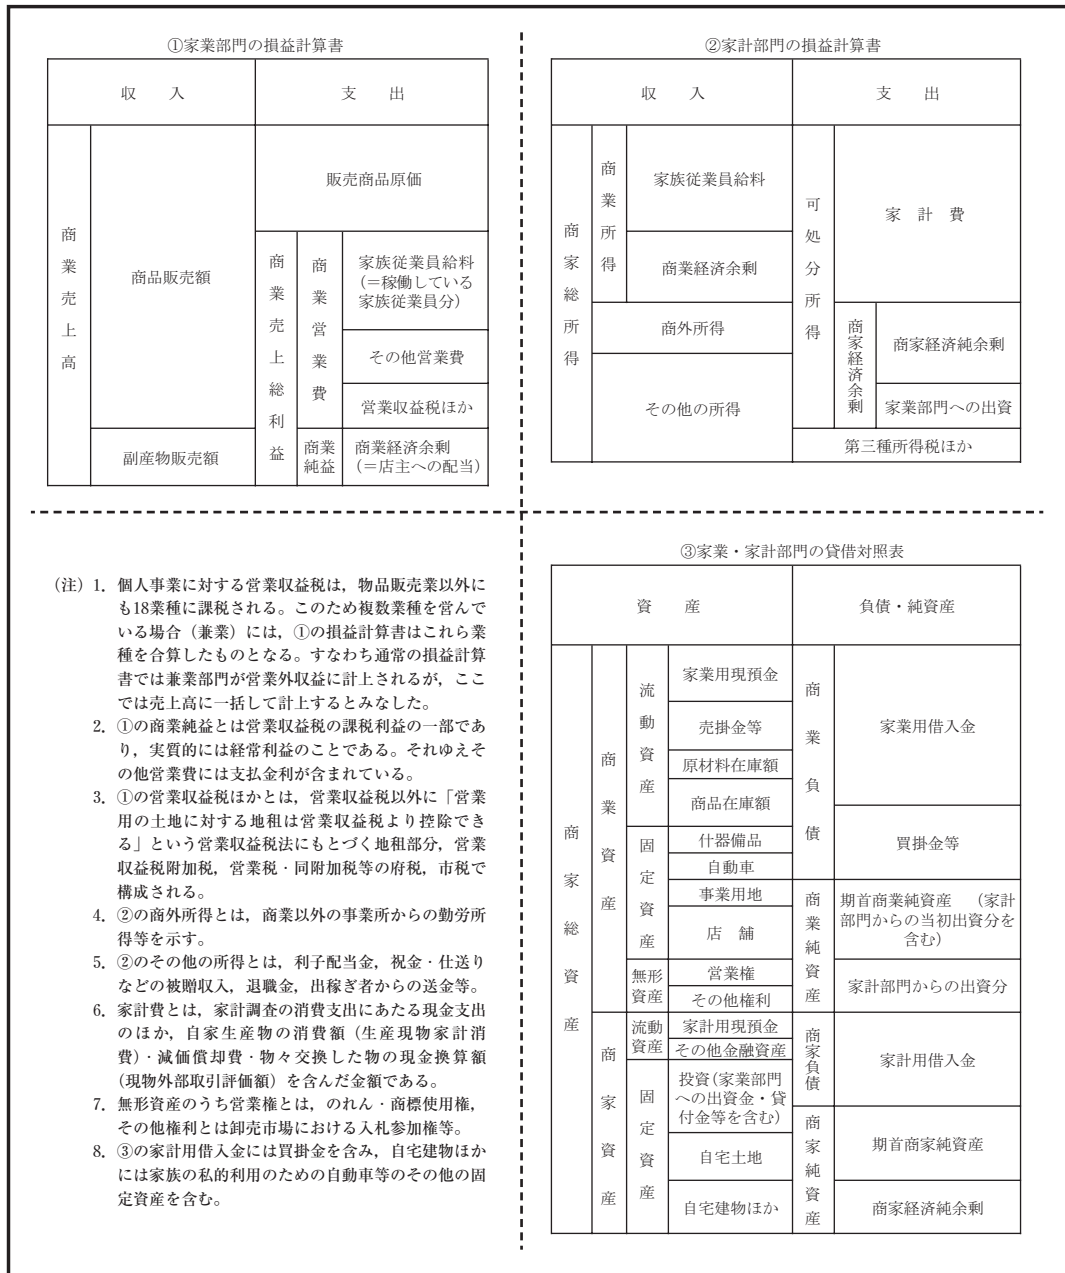 ①家業部門の損益計算書
収入
支出
商業売上高
商品販売額
副産物販売額
販売商品原価
商業売上総利益
商業営業費
家族従業員給料
(=稼働している
家族従業員分)
その他営業費
営業収益税ほか
商業
純益
商業経済余剰
(=店主への配当)
②家計部門の損益計算書
収入
支出
商家総所得
商業所得
家族従業員給料
商業経済余剰
商外所得
その他の所得
可処分所得
家計費
商家経済余剰
商家経済純余剰
家業部門への出資
第三種所得税ほか
(注) 1. 個人事業に対する営業収益税は，物品販売業以外に
も18業種に課税される。このため複数業種を営んで
いる場合（兼業）には，①の損益計算書はこれら業
種を合算したものとなる。すなわち通常の損益計算
書では兼業部門が営業外収益に計上されるが，ここ
では売上高に一括して計上するとみなした。
2. ①の商業純益とは営業収益税の課税利益の一部であ
り，実質的には経常利益のことである。それゆえそ
の他営業費には支払金利が含まれている。
3. ①の営業収益税ほかとは，営業収益税以外に「営業
用の土地に対する地租は営業収益税より控除でき
る」という営業収益税法にもとづく地租部分，営業
収益税附加税，営業税・同附加税等の府税，市税で
構成される。
4. ②の商外所得とは，商業以外の事業所からの勤労所
得等を示す。
5. ②のその他の所得とは，利子配当金，祝金・仕送り
などの被贈収入，退職金，出稼ぎ者からの送金等。
6. 家計費とは，家計調査の消費支出にあたる現金支出
のほか，自家生産物の消費額（生産現物家計消
費）・減価償却費・物々交換した物の現金換算額
（現物外部取引評価額）を含んだ金額である。
7. 無形資産のうち営業権とは，のれん・商標使用権，
その他権利とは卸売市場における入札参加権等。
8. ③の家計用借入金には買掛金を含み，自宅建物ほか
には家族の私的利用のための自動車等のその他の固
定資産を含む。
③家業・家計部門の貸借対照表
資産
負債・純資産
商家総資産
商業資産
流動資産
家業用現預金
売掛金等
原材料在庫額
商品在庫額
固定資産
什器備品
自動車
事業用地
店舗
無形
資産
営業権
その他権利
商家資産
流動
資産
家計用現預金
その他金融資産
固定資産
投資(家業部門
への出資金・貸
付金等を含む)
自宅土地
自宅建物ほか
商業負債
家業用借入金
買掛金等
商業純資産
期首商業純資産 （家計
部門からの当初出資分を
含む）
家計部門からの出資分
商家負債
家計用借入金
商家純資産
期首商家純資産
商家経済純余剰